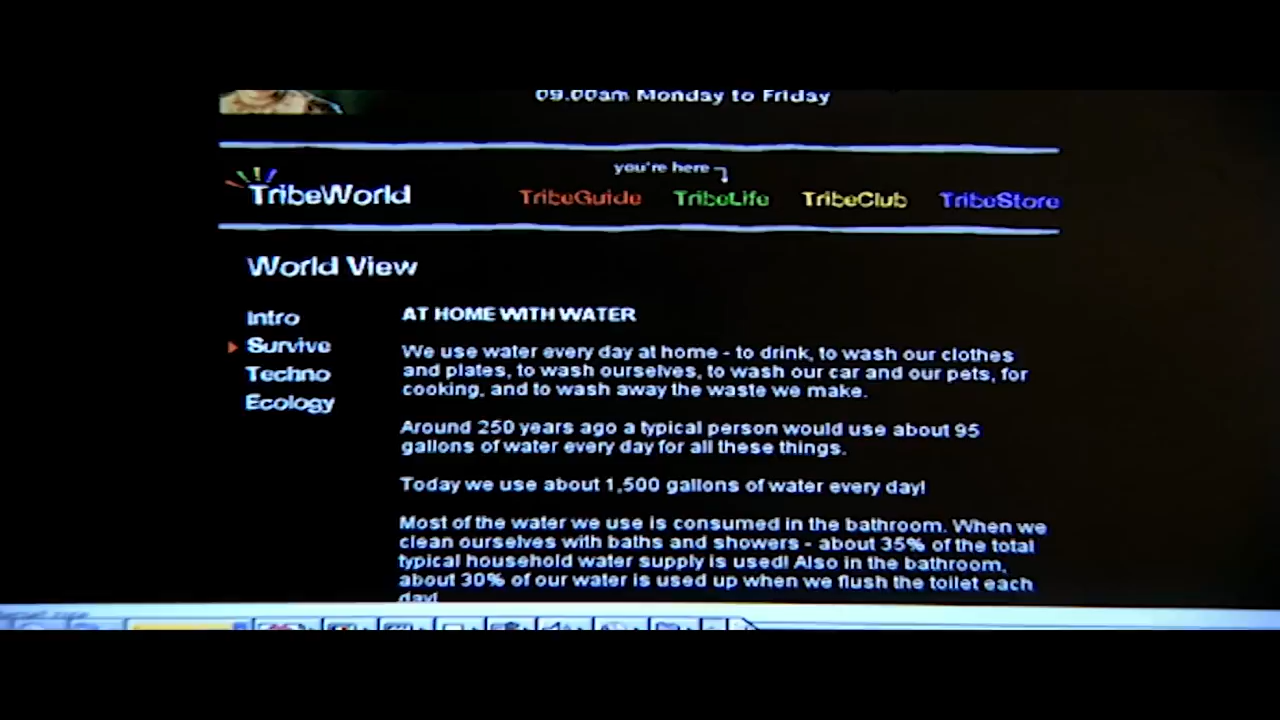 09.00am Monday to Friday
you're here
TribeWorld
TribeGuide TribeLife TribeClub TribeStore
World View
Intro
Survive
Techno
Ecology
AT HOME WITH WATER
We use water every day at home - to drink, to wash our clothes
and plates, to wash ourselves, to wash our car and our pets, for
cooking, and to wash away the waste we make.
Around 250 years ago a typical person would use about 95
gallons of water every day for all these things.
Today we use about 1,500 gallons of water every day!
Most of the water we use is consumed in the bathroom. When we
clean ourselves with baths and showers - about 35% of the total
typical household water supply is used! Also in the bathroom,
about 30% of our water is used up when we flush the toilet each
day!